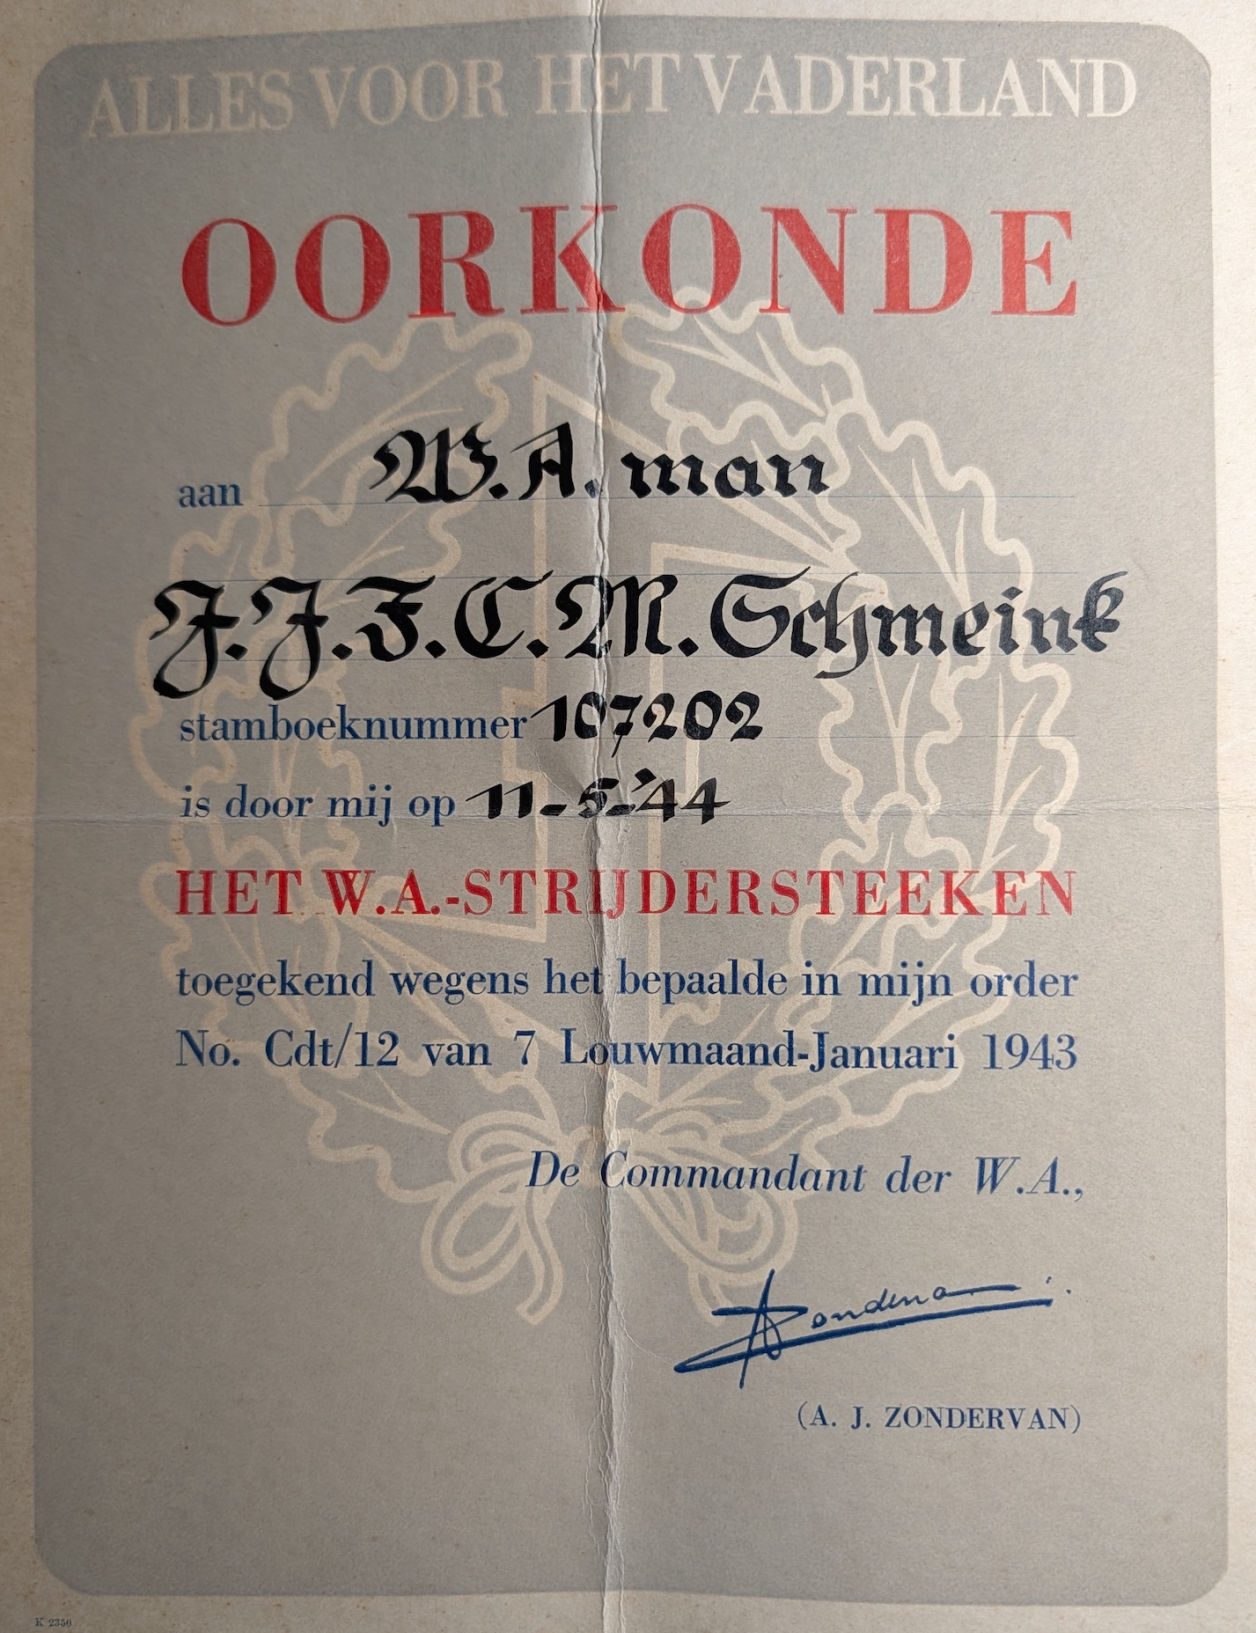 ALLES VOOR HET VADERLAND
OORKONDE
aan W.A. man
J.J.F.C.M. Schmeink
stamboeknummer 107202
is door mij op 11-5-'44
HET W.A.-STRIJDERSTEEKEN
toegekend wegens het bepaalde in mijn order
No. Cdt/12 van 7 Louwmaand-Januari 1943
De Commandant der W.A.,
(A. J. ZONDERVAN)
K 2356